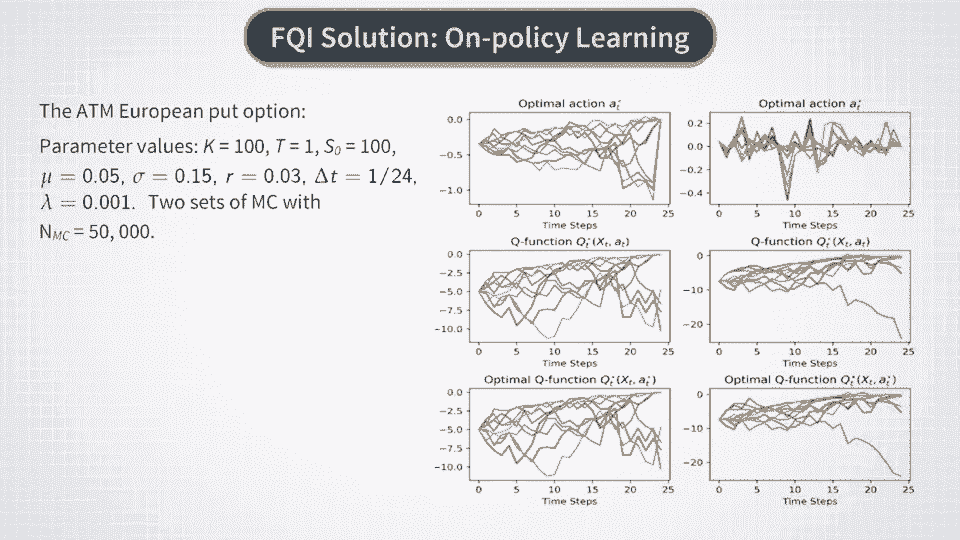 FQI Solution: On-policy Learning
The ATM European put option:
Parameter values: K = 100, T = 1, S₀ = 100,
μ = 0.05, σ = 0.15, r = 0.03, Δt = 1/24,
λ = 0.001. Two sets of MC with
N_MC = 50, 000.
Optimal action a_t^*
0.0
−0.5
−1.0
0 5 10 15 20 25
Time Steps
Optimal action a_t^*
0.2
0.0
−0.2
−0.4
0 5 10 15 20 25
Time Steps
Q-function Q_t^*(X_t, a_t)
0.0
−2.5
−5.0
−7.5
−10.0
0 5 10 15 20 25
Time Steps
Q-function Q_t^*(X_t, a_t)
0
−10
−20
0 5 10 15 20 25
Time Steps
Optimal Q-function Q_t^*(X_t, a_t^*)
0.0
−2.5
−5.0
−7.5
−10.0
0 5 10 15 20 25
Time Steps
Optimal Q-function Q_t^*(X_t, a_t^*)
0
−10
−20
0 5 10 15 20 25
Time Steps